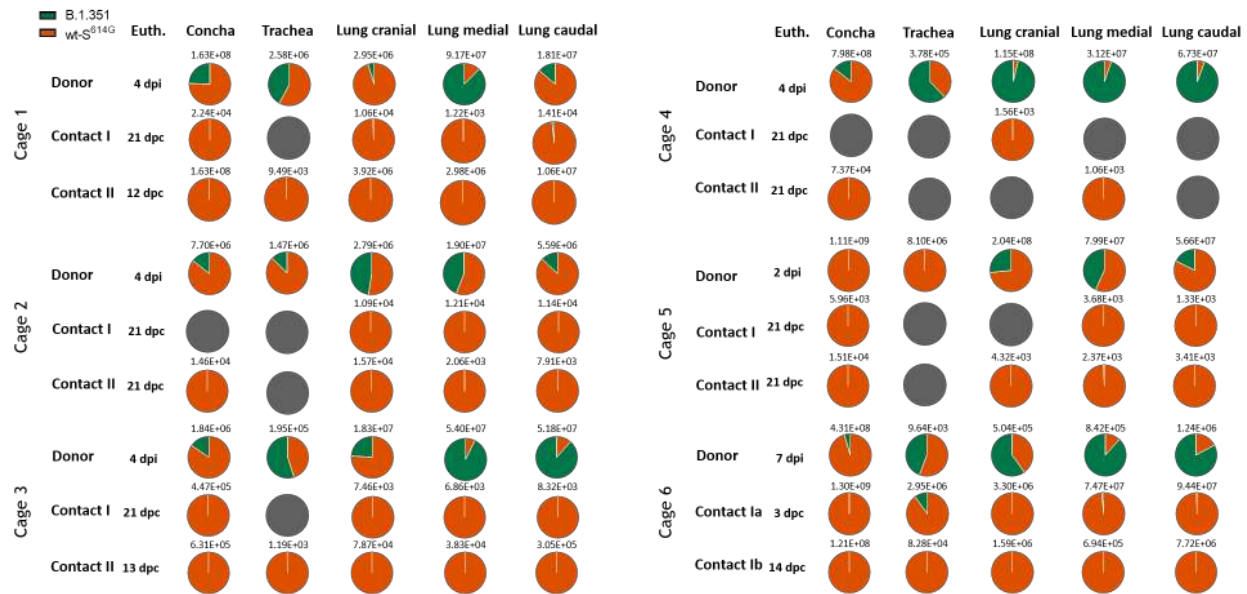 B.1.351
wt-S614G
Euth. Concha Trachea Lung cranial Lung medial Lung caudal
Cage 1
1.63E+08 2.58E+06 2.95E+06 9.17E+07 1.81E+07
Donor 4 dpi
2.24E+04 1.06E+04 1.22E+03 1.41E+04
Contact I 21 dpc
1.63E+08 9.49E+03 3.92E+06 2.98E+06 1.06E+07
Contact II 12 dpc
Cage 2
7.70E+06 1.47E+06 2.79E+06 1.90E+07 5.59E+06
Donor 4 dpi
1.09E+04 1.21E+04 1.14E+04
Contact I 21 dpc
1.46E+04 1.57E+04 2.06E+03 7.91E+03
Contact II 21 dpc
Cage 3
1.84E+06 1.95E+05 1.83E+07 5.40E+07 5.18E+07
Donor 4 dpi
4.47E+05 7.46E+03 6.86E+03 8.32E+03
Contact I 21 dpc
6.31E+05 1.19E+03 7.87E+04 3.83E+04 3.05E+05
Contact II 13 dpc
Euth. Concha Trachea Lung cranial Lung medial Lung caudal
Cage 4
7.98E+08 3.78E+05 1.15E+08 3.12E+07 6.73E+07
Donor 4 dpi
1.56E+03
Contact I 21 dpc
7.37E+04 1.06E+03
Contact II 21 dpc
Cage 5
1.11E+09 8.10E+06 2.04E+08 7.99E+07 5.66E+07
Donor 2 dpi
5.96E+03 3.68E+03 1.33E+03
Contact I 21 dpc
1.51E+04 4.32E+03 2.37E+03 3.41E+03
Contact II 21 dpc
Cage 6
4.31E+08 9.64E+03 5.04E+05 8.42E+05 1.24E+06
Donor 7 dpi
1.30E+09 2.95E+06 3.30E+06 7.47E+07 9.44E+07
Contact Ia 3 dpc
1.21E+08 8.28E+04 1.59E+06 6.94E+05 7.72E+06
Contact Ib 14 dpc